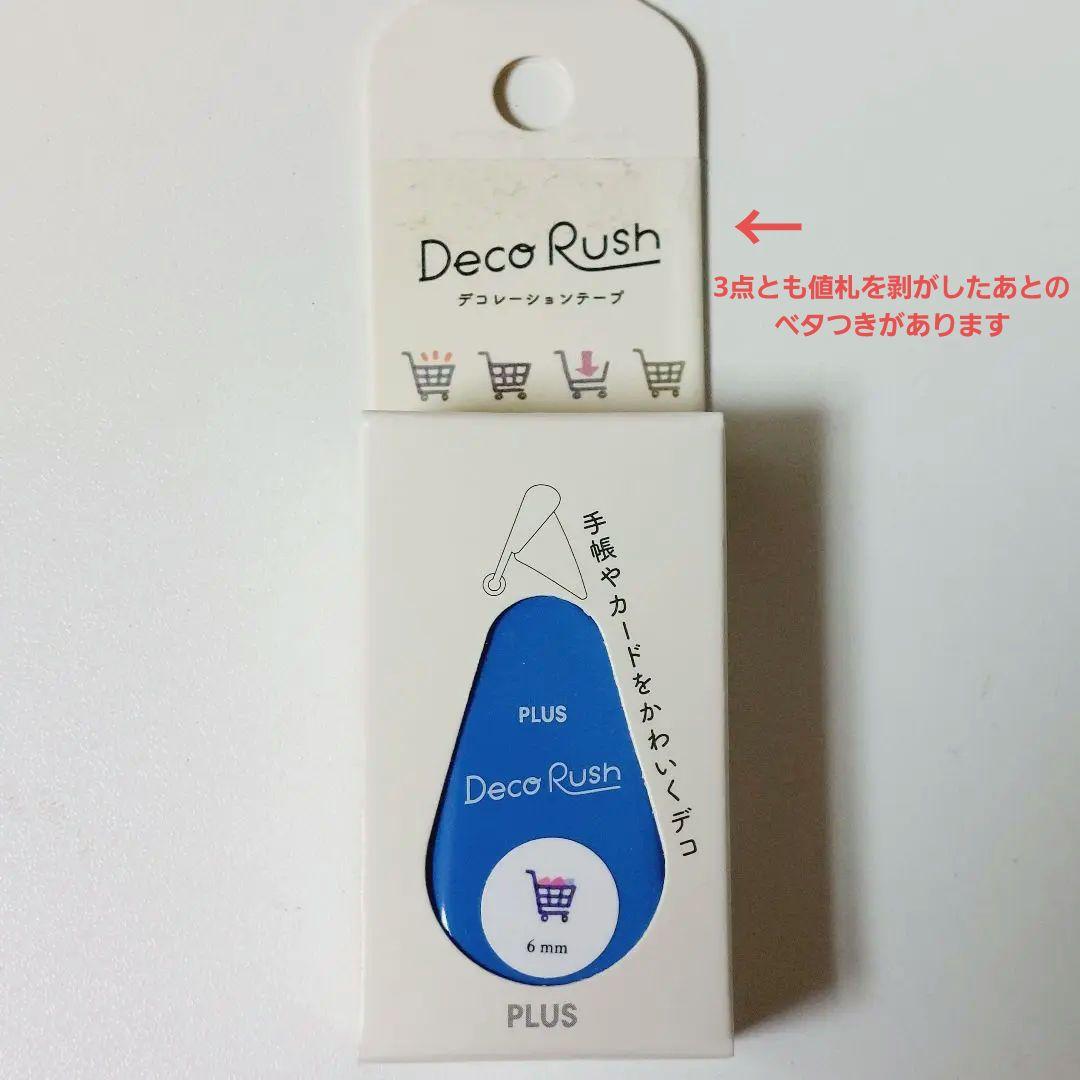 Deco Rush
デコレーションテープ
←
3点とも値札を剥がしたあとの
ベタつきがあります
手帳やカードをかわいくデコ
PLUS
Deco Rush
6 mm
PLUS